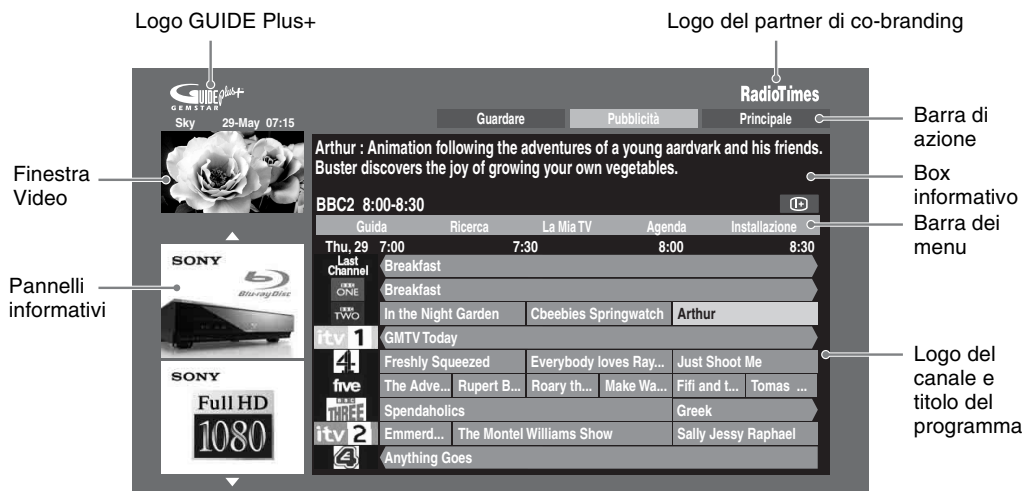 Logo GUIDE Plus+
Logo del partner di co-branding
GUIDE Plus+
GEMSTAR
RadioTimes
Sky 29-May 07:15
Guardare Pubblicità Principale
Barra di
azione
Arthur : Animation following the adventures of a young aardvark and his friends.
Buster discovers the joy of growing your own vegetables.
Finestra
Video
Box
informativo
BBC2 8:00-8:30
Guida Ricerca La Mia TV Agenda Installazione
Barra dei
menu
Thu, 29 7:00 7:30 8:00 8:30
Last
Channel
Breakfast
BBC
ONE
Breakfast
BBC
TWO
In the Night Garden Cbeebies Springwatch Arthur
itv 1 GMTV Today
4 Freshly Squeezed Everybody loves Ray... Just Shoot Me
five The Adve... Rupert B... Roary th... Make Wa... Fifi and t... Tomas ...
BBC
THREE
Spendaholics Greek
itv 2 Emmerd... The Montel Williams Show Sally Jessy Raphael
4 Anything Goes
Pannelli
informativi
SONY
Blu-ray Disc
SONY
Full HD
1080
Logo del
canale e
titolo del
programma